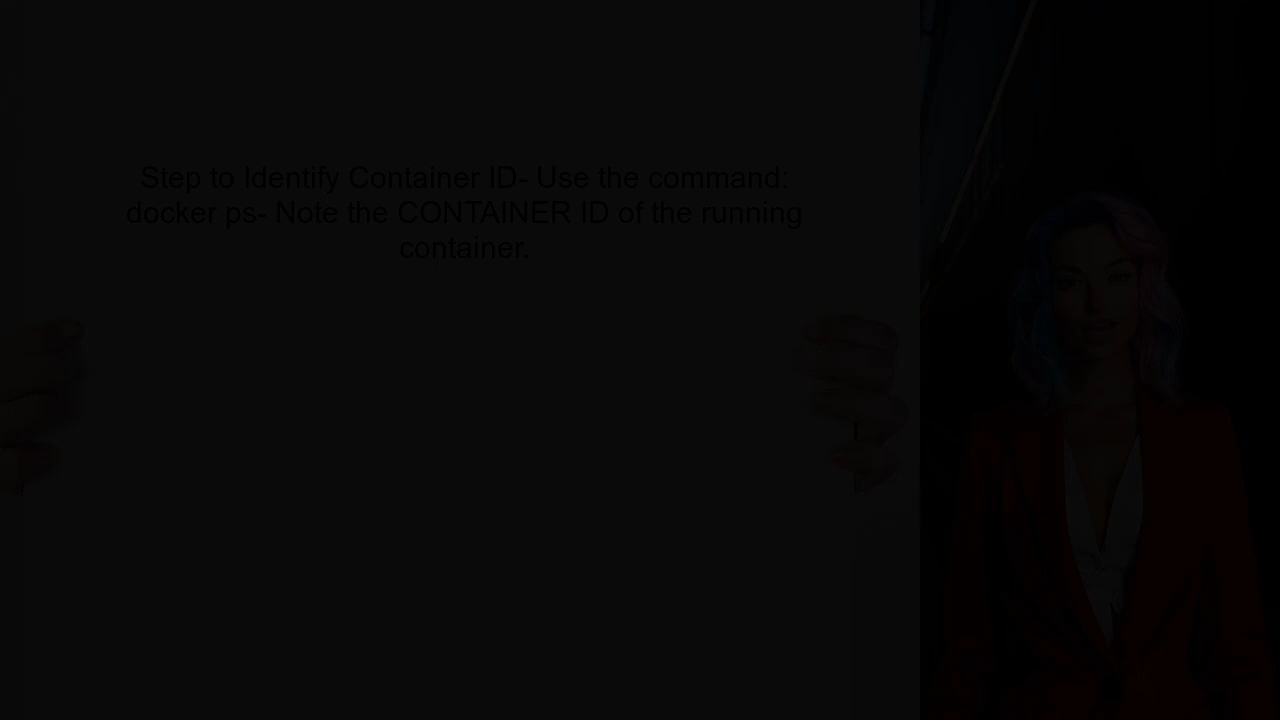 Step to Identify Container ID- Use the command:
docker ps- Note the CONTAINER ID of the running
container.